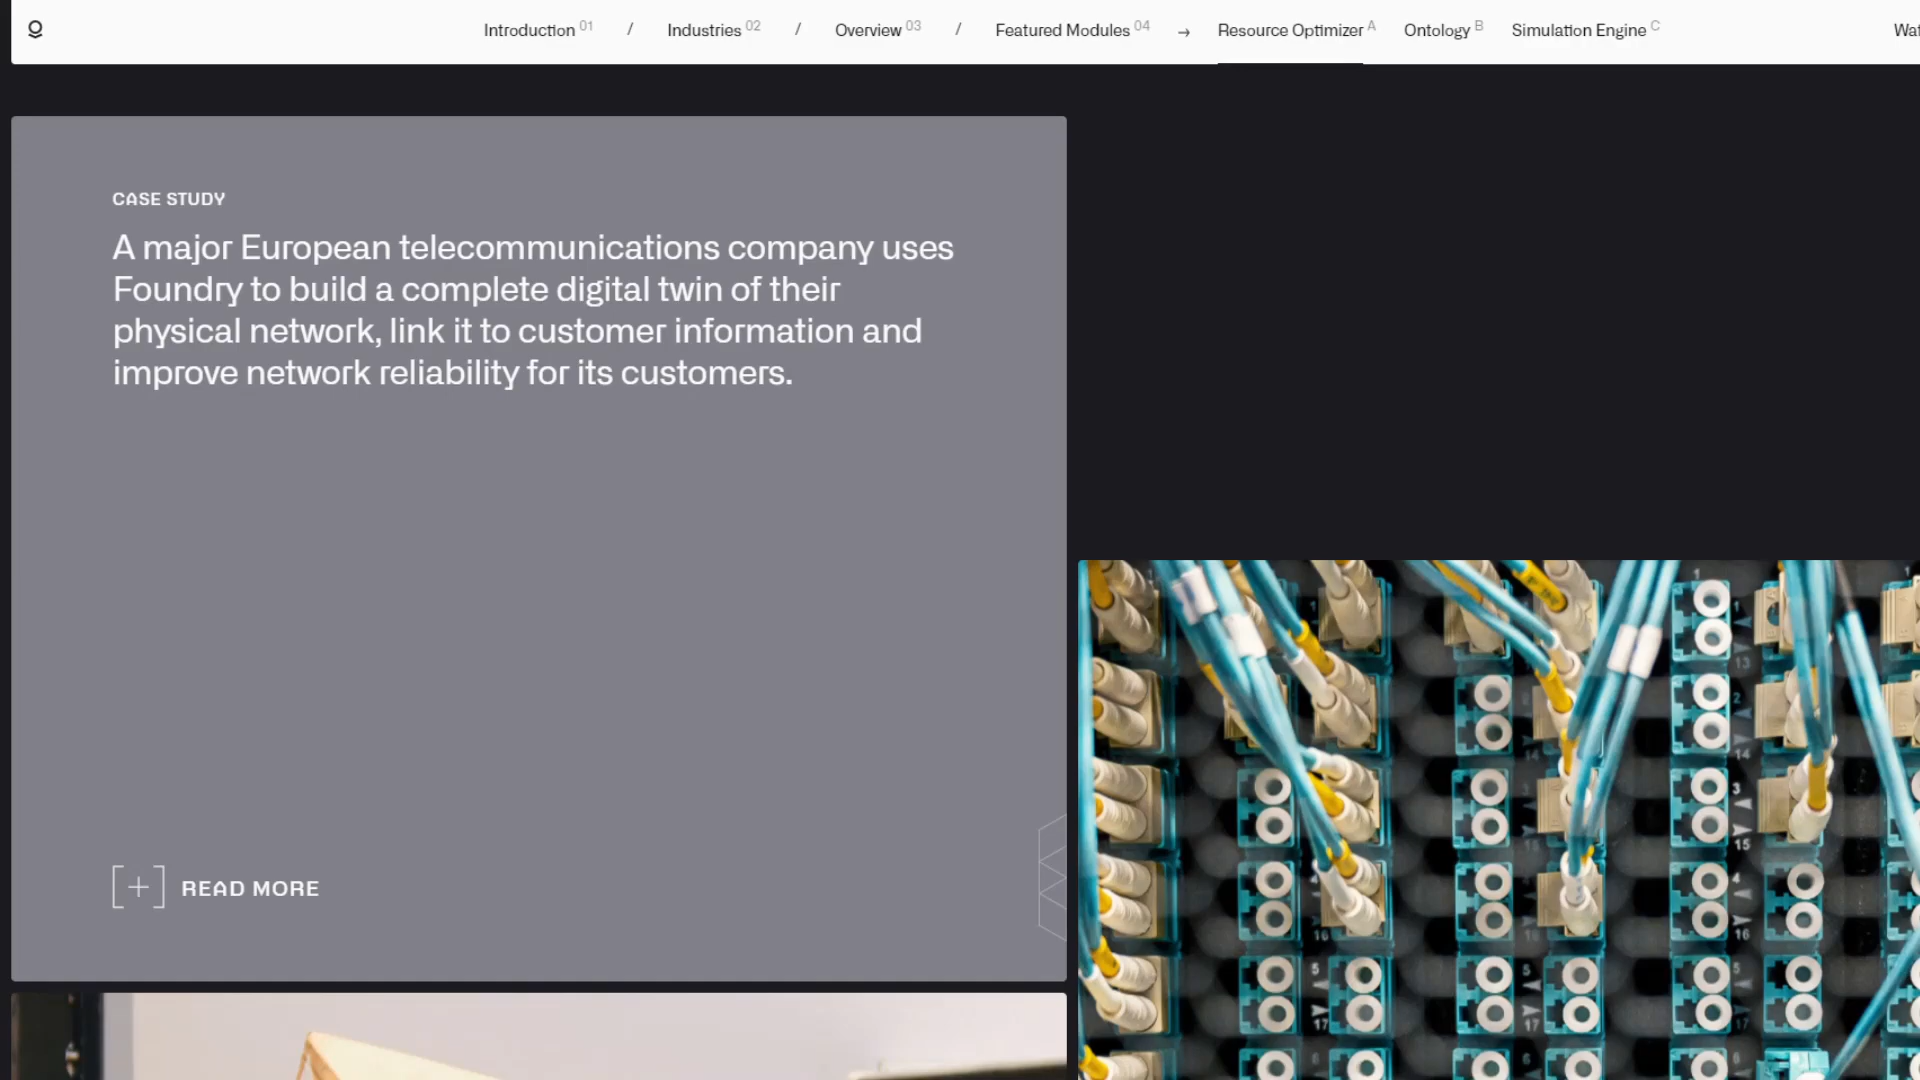 Introduction 01 / Industries 02 / Overview 03 / Featured Modules 04 → Resource Optimizer A Ontology B Simulation Engine C
CASE STUDY
A major European telecommunications company uses
Foundry to build a complete digital twin of their
physical network, link it to customer information and
improve network reliability for its customers.
[+] READ MORE